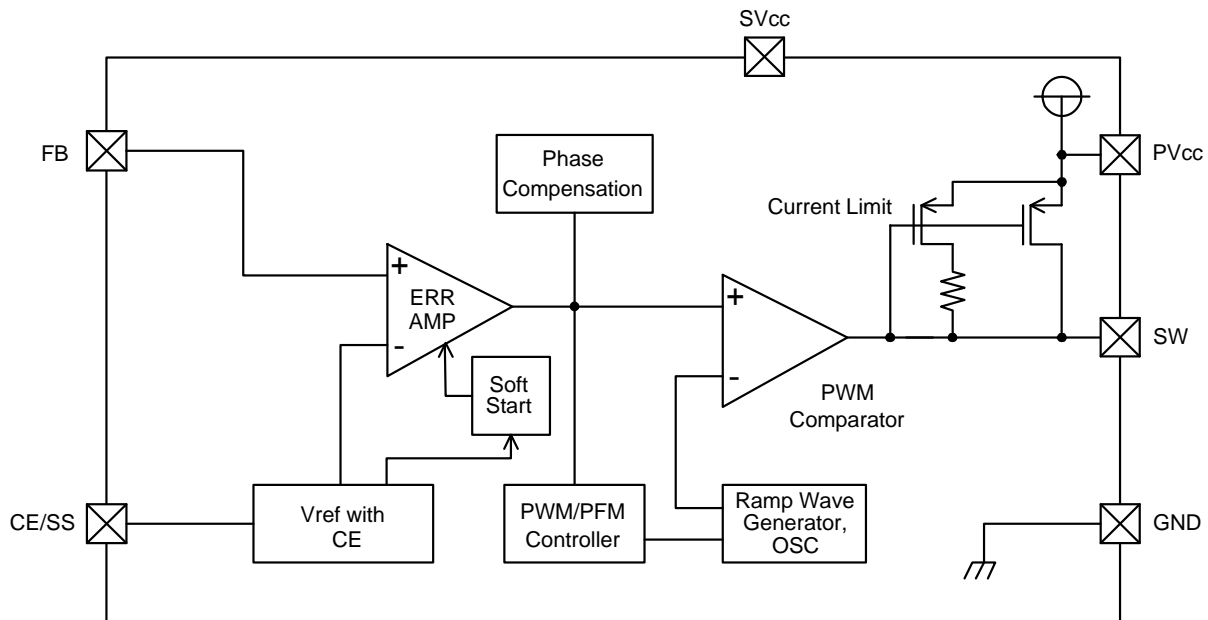 SVcc
FB
Phase
Compensation
PVcc
Current Limit
+
ERR
AMP
-
+
-
SW
Soft
Start
PWM
Comparator
CE/SS
Vref with
CE
PWM/PFM
Controller
Ramp Wave
Generator,
OSC
GND